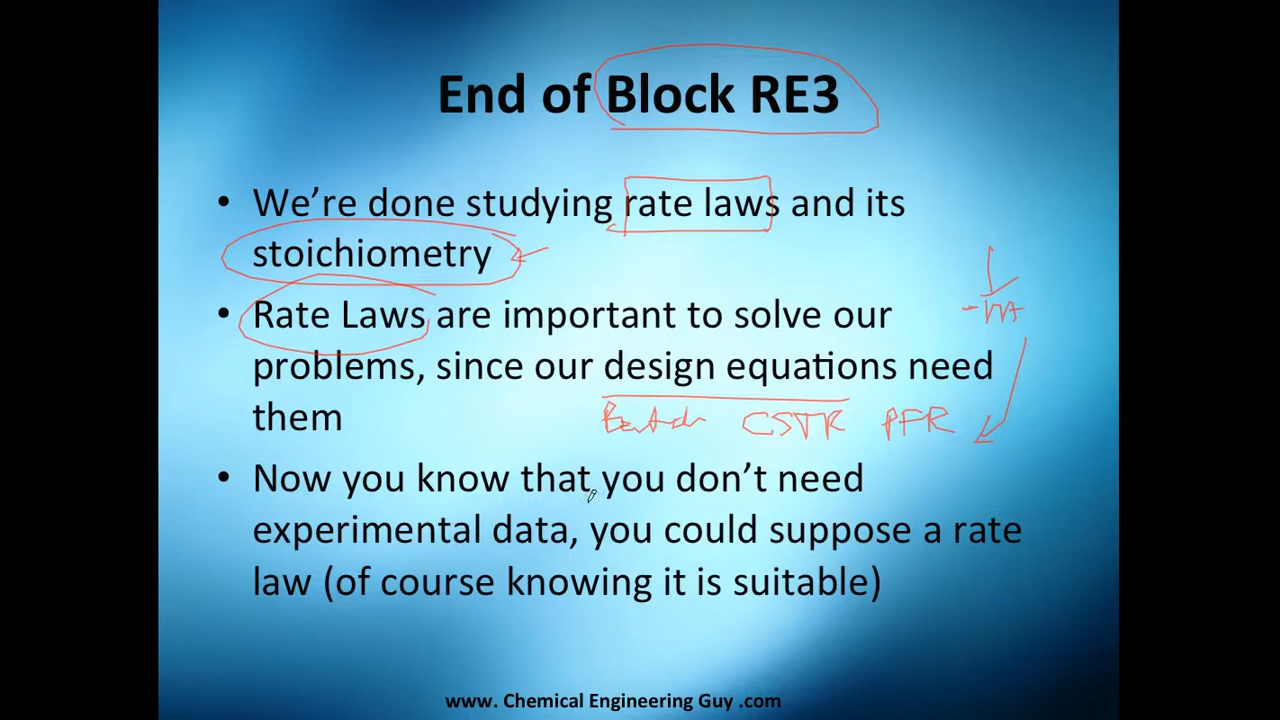 End of Block RE3
• We're done studying rate laws and its
stoichiometry
• Rate Laws are important to solve our
problems, since our design equations need
them
Batch CSTR PFR
1
-rA
• Now you know that you don't need
experimental data, you could suppose a rate
law (of course knowing it is suitable)
www. Chemical Engineering Guy .com